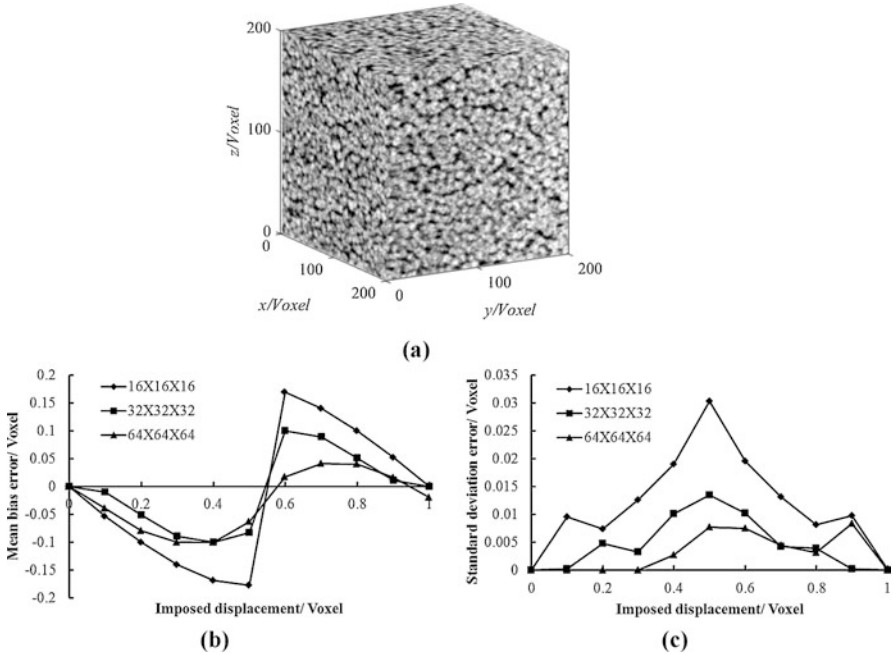 200
100
0
z/Voxel
0
100
200
x/Voxel
0
100
200
y/Voxel
(a)
Mean bias error/ Voxel
0.2
0.15
0.1
0.05
0
-0.05
-0.1
-0.15
-0.2
16X16X16
32X32X32
64X64X64
0
0.2
0.4
0.6
0.8
1
Imposed displacement/ Voxel
(b)
Standard deviation error/ Voxel
0.035
0.03
0.025
0.02
0.015
0.01
0.005
0
16X16X16
32X32X32
64X64X64
0
0.2
0.4
0.6
0.8
1
Imposed displacement/ Voxel
(c)